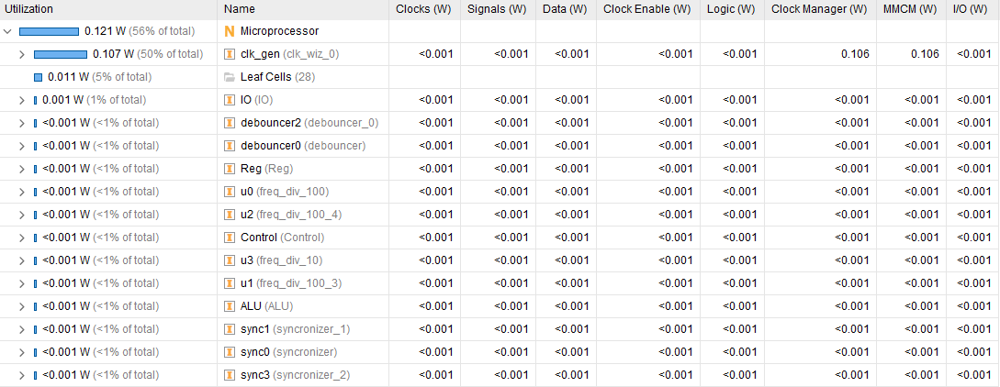 Utilization Name Clocks (W) Signals (W) Data (W) Clock Enable (W) Logic (W) Clock Manager (W) MMCM (W) I/O (W)
0.121 W (56% of total) N Microprocessor
0.107 W (50% of total) I clk_gen (clk_wiz_0) <0.001 <0.001 <0.001 <0.001 <0.001 0.106 0.106 <0.001
0.011 W (5% of total) Leaf Cells (28)
0.001 W (1% of total) I IO (IO) <0.001 <0.001 <0.001 <0.001 <0.001 <0.001 <0.001 <0.001
<0.001 W (<1% of total) I debouncer2 (debouncer_0) <0.001 <0.001 <0.001 <0.001 <0.001 <0.001 <0.001 <0.001
<0.001 W (<1% of total) I debouncer0 (debouncer) <0.001 <0.001 <0.001 <0.001 <0.001 <0.001 <0.001 <0.001
<0.001 W (<1% of total) I Reg (Reg) <0.001 <0.001 <0.001 <0.001 <0.001 <0.001 <0.001 <0.001
<0.001 W (<1% of total) I u0 (freq_div_100) <0.001 <0.001 <0.001 <0.001 <0.001 <0.001 <0.001 <0.001
<0.001 W (<1% of total) I u2 (freq_div_100_4) <0.001 <0.001 <0.001 <0.001 <0.001 <0.001 <0.001 <0.001
<0.001 W (<1% of total) I Control (Control) <0.001 <0.001 <0.001 <0.001 <0.001 <0.001 <0.001 <0.001
<0.001 W (<1% of total) I u3 (freq_div_10) <0.001 <0.001 <0.001 <0.001 <0.001 <0.001 <0.001 <0.001
<0.001 W (<1% of total) I u1 (freq_div_100_3) <0.001 <0.001 <0.001 <0.001 <0.001 <0.001 <0.001 <0.001
<0.001 W (<1% of total) I ALU (ALU) <0.001 <0.001 <0.001 <0.001 <0.001 <0.001 <0.001 <0.001
<0.001 W (<1% of total) I sync1 (syncronizer_1) <0.001 <0.001 <0.001 <0.001 <0.001 <0.001 <0.001 <0.001
<0.001 W (<1% of total) I sync0 (syncronizer) <0.001 <0.001 <0.001 <0.001 <0.001 <0.001 <0.001 <0.001
<0.001 W (<1% of total) I sync3 (syncronizer_2) <0.001 <0.001 <0.001 <0.001 <0.001 <0.001 <0.001 <0.001